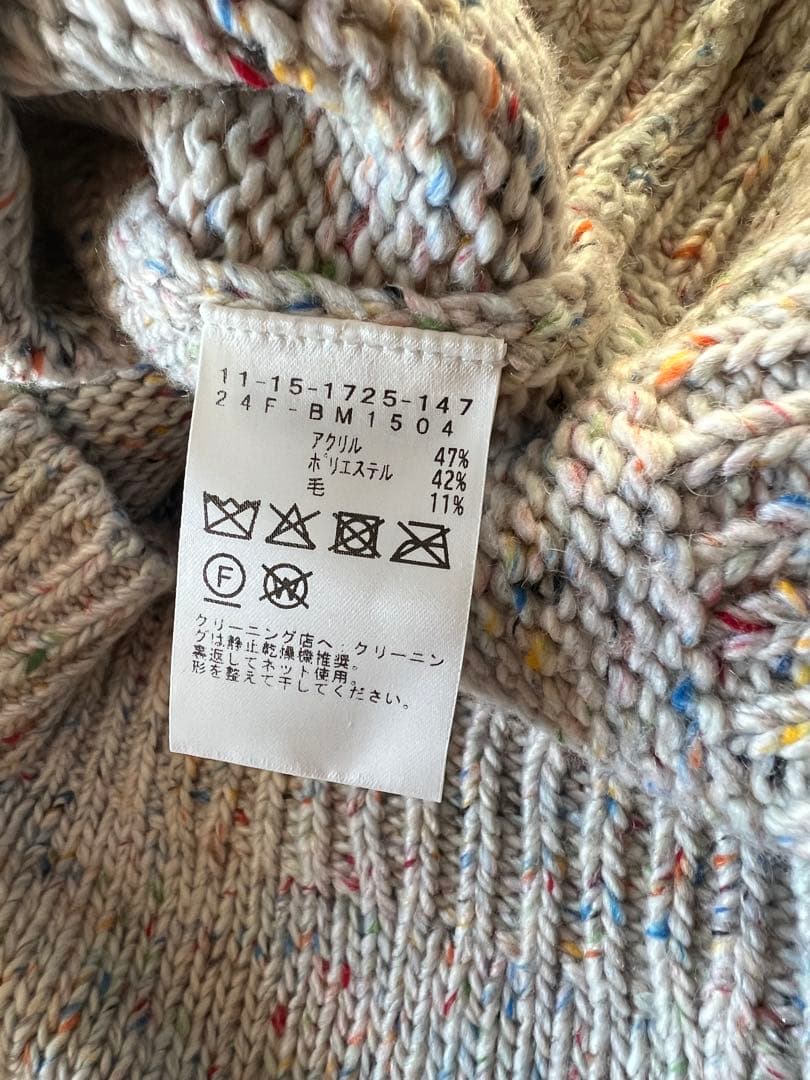 11-15-1725-147
24F-BM1504
アクリル 47%
ポリエステル 42%
毛 11%
F W
クリーニング店へ・クリーニン
グは静止乾燥機推奨。
裏返してネット使用。
形を整えて干してください。